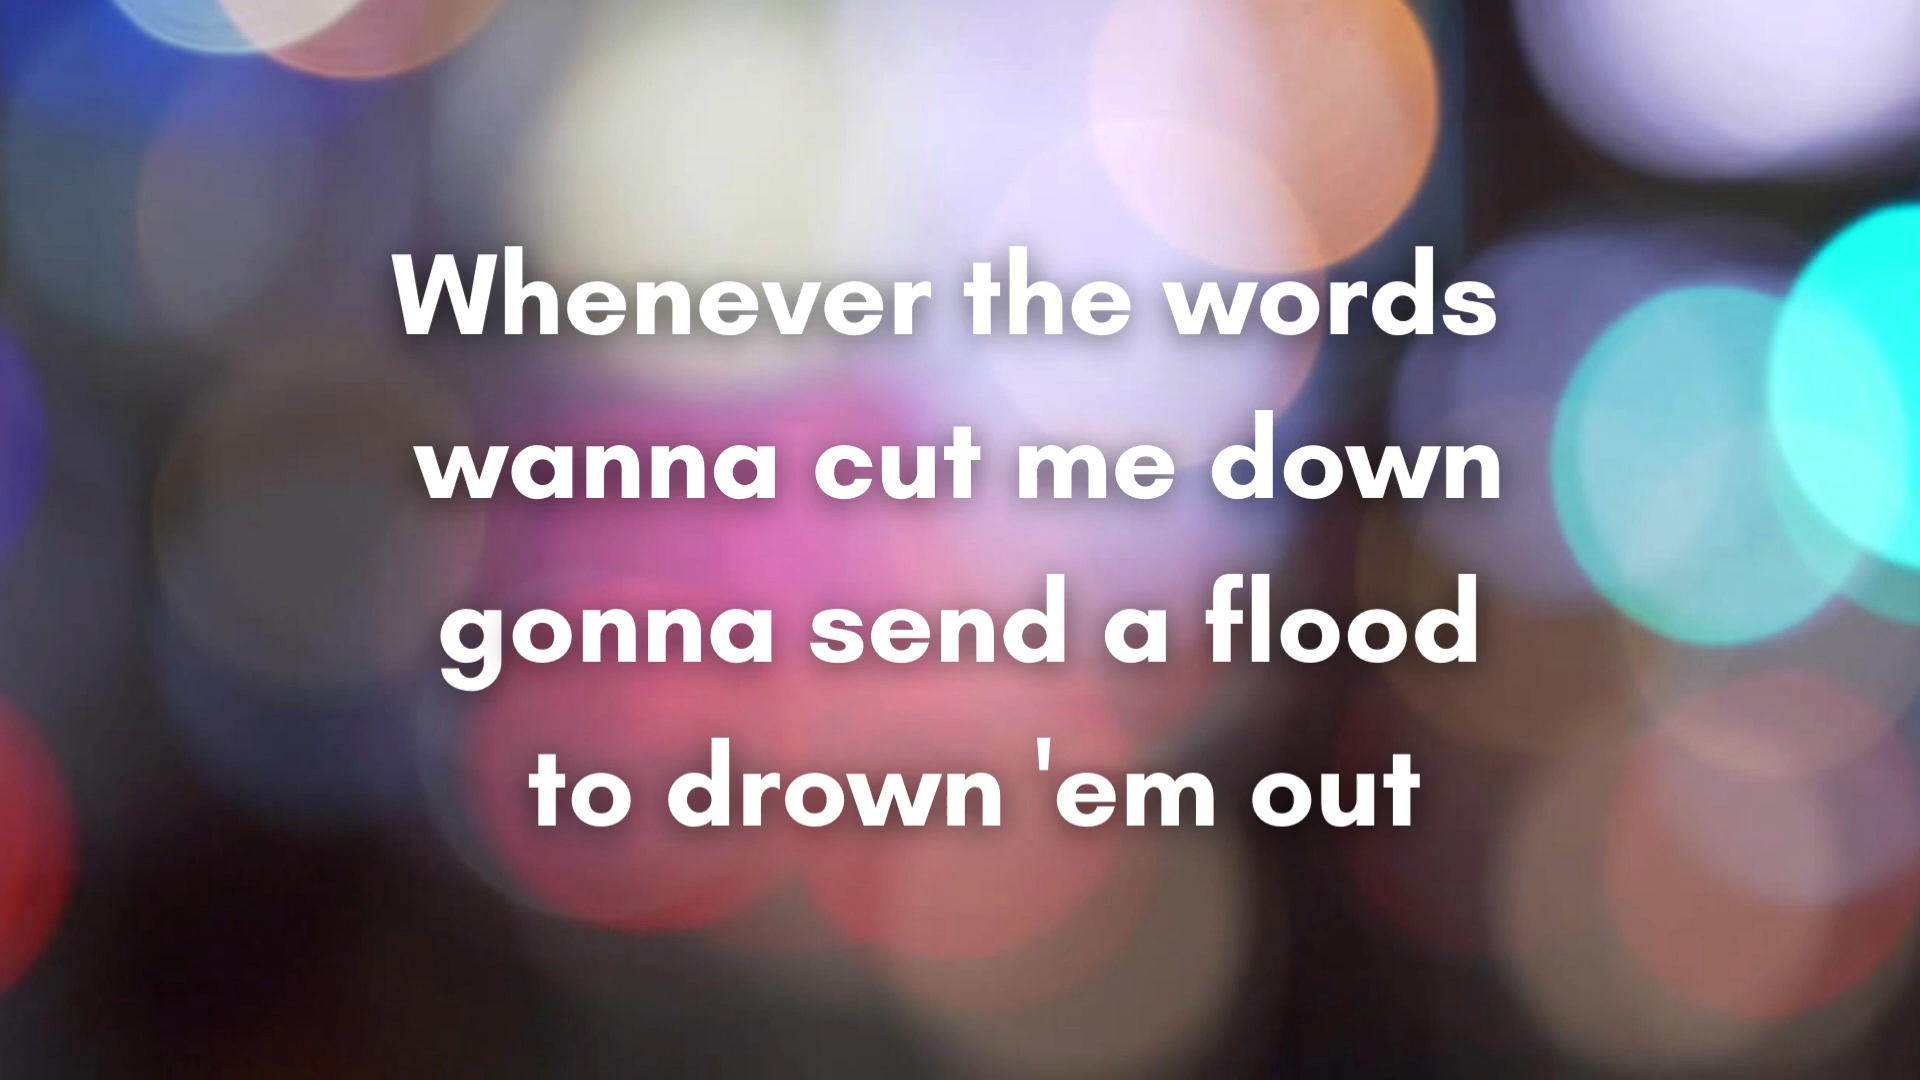 Whenever the words
wanna cut me down
gonna send a flood
to drown 'em out